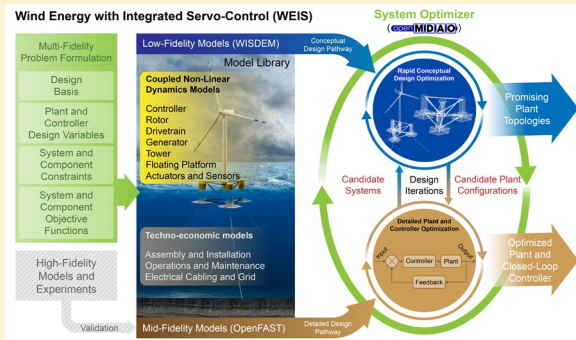 Wind Energy with Integrated Servo-Control (WEIS)
System Optimizer
(openMDAO)
Multi-Fidelity
Problem Formulation
Design
Basis
Plant and
Controller
Design Variables
System and
Component
Constraints
System and
Component
Objective
Functions
High-Fidelity
Models and
Experiments
Validation
Low-Fidelity Models (WISDEM)
Conceptual
Design Pathway
Model Library
Coupled Non-Linear
Dynamics Models
Controller
Rotor
Drivetrain
Generator
Tower
Floating Platform
Actuators and Sensors
Techno-economic models
Assembly and Installation
Operations and Maintenance
Electrical Cabling and Grid
Mid-Fidelity Models (OpenFAST)
Detailed Design
Pathway
Rapid Conceptual
Design Optimization
Candidate
Systems
Design
Iterations
Candidate Plant
Configurations
Detailed Plant and
Controller Optimization
Input
Controller
Plant
Output
Feedback
Promising
Plant
Topologies
Optimized
Plant and
Closed-Loop
Controller